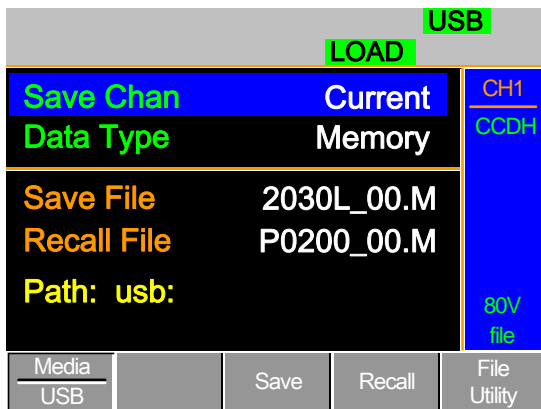 USB
LOAD
Save Chan Current
Data Type Memory
Save File 2030L_00.M
Recall File P0200_00.M
Path: usb:
CH1
CCDH
80V
file
Media
USB
Save
Recall
File
Utility